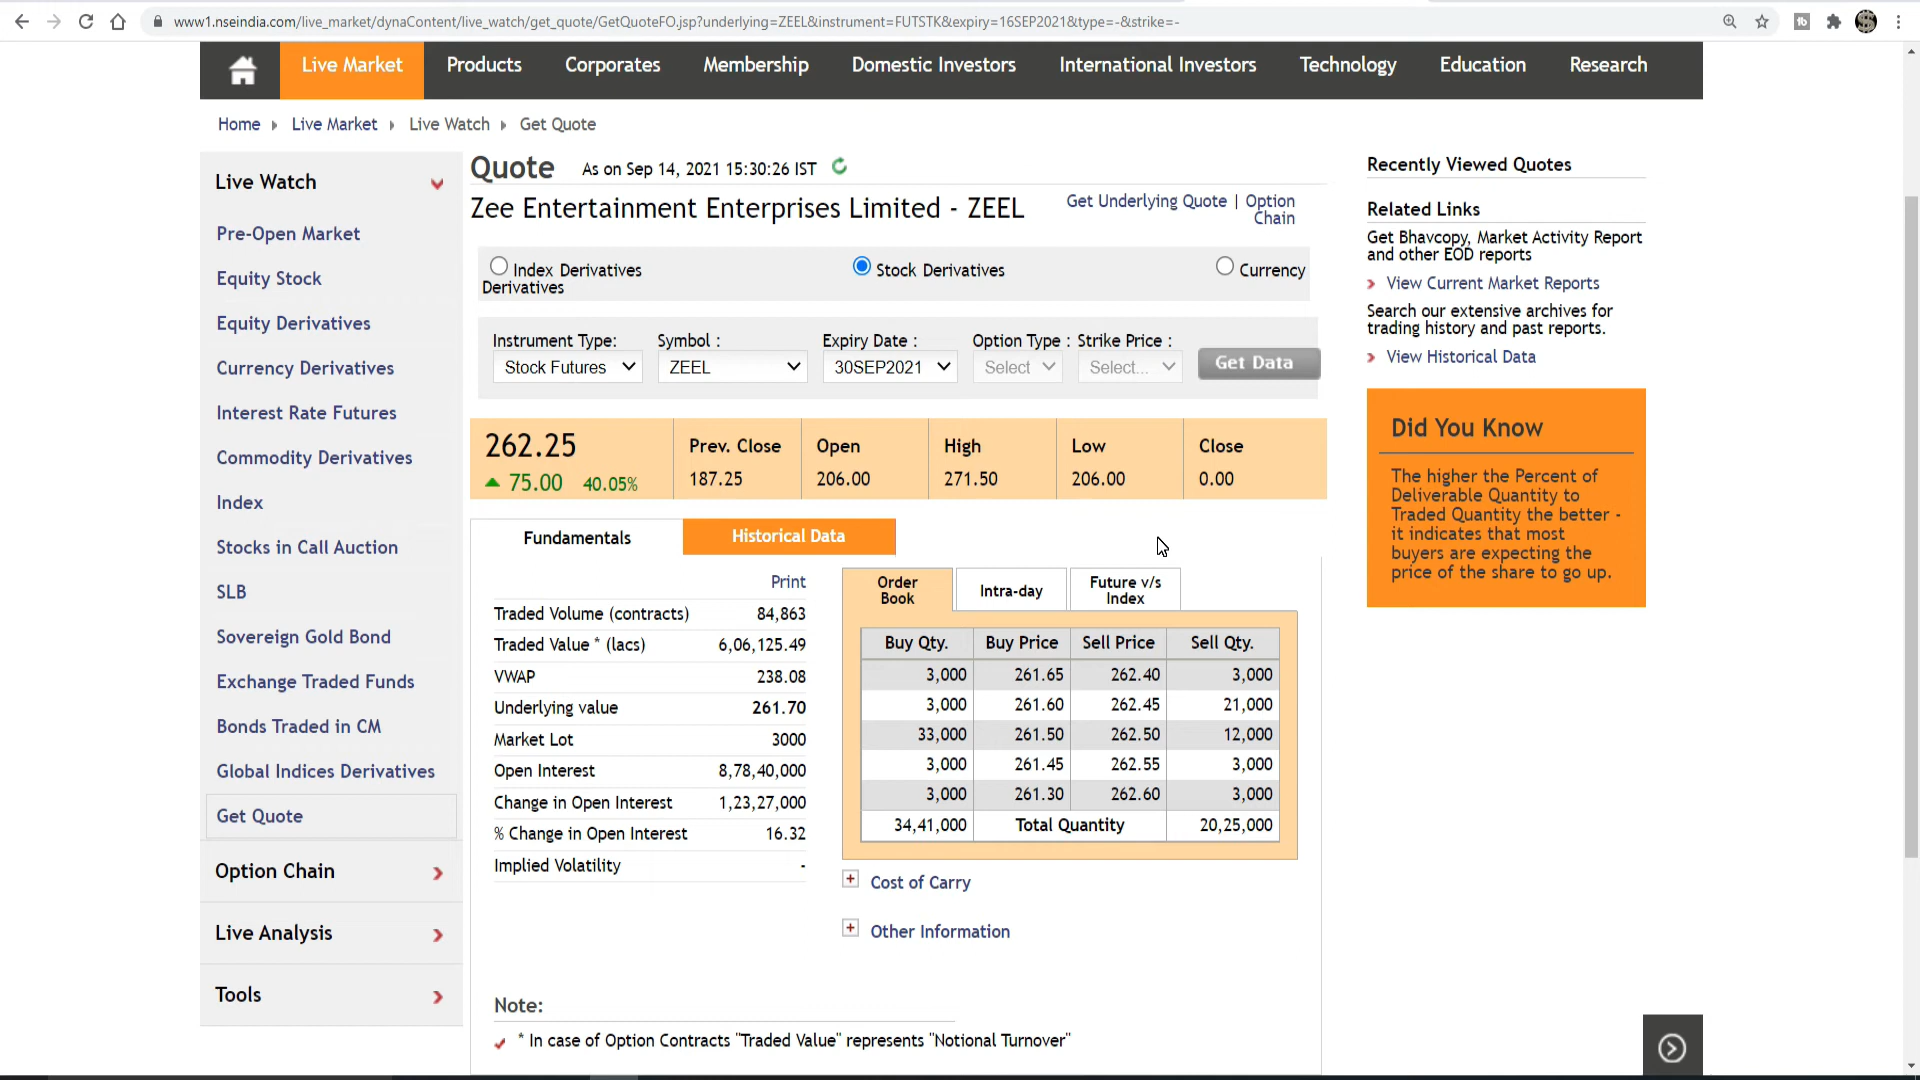 www1.nseindia.com/live_market/dynaContent/live_watch/get_quote/GetQuoteFO.jsp?underlying=ZEEL&instrument=FUTSTK&expiry=16SEP2021&type=-&strike=-
Live Market Products Corporates Membership Domestic Investors International Investors Technology Education Research
Home Live Market Live Watch Get Quote
Live Watch
Pre-Open Market
Equity Stock
Equity Derivatives
Currency Derivatives
Interest Rate Futures
Commodity Derivatives
Index
Stocks in Call Auction
SLB
Sovereign Gold Bond
Exchange Traded Funds
Bonds Traded in CM
Global Indices Derivatives
Get Quote
Option Chain
Live Analysis
Tools
Quote As on Sep 14, 2021 15:30:26 IST
Zee Entertainment Enterprises Limited - ZEEL
Get Underlying Quote | Option
Chain
Index Derivatives Stock Derivatives Currency
Derivatives
Instrument Type: Symbol : Expiry Date : Option Type : Strike Price :
Stock Futures ZEEL 30SEP2021 Select Select... Get Data
262.25 Prev. Close Open High Low Close
75.00 40.05% 187.25 206.00 271.50 206.00 0.00
Fundamentals Historical Data
Print
Traded Volume (contracts) 84,863
Traded Value * (lacs) 6,06,125.49
VWAP 238.08
Underlying value 261.70
Market Lot 3000
Open Interest 8,78,40,000
Change in Open Interest 1,23,27,000
% Change in Open Interest 16.32
Implied Volatility -
Order
Book
Intra-day
Future v/s
Index
Buy Qty. Buy Price Sell Price Sell Qty.
3,000 261.65 262.40 3,000
3,000 261.60 262.45 21,000
33,000 261.50 262.50 12,000
3,000 261.45 262.55 3,000
3,000 261.30 262.60 3,000
34,41,000 Total Quantity 20,25,000
Cost of Carry
Other Information
Note:
* In case of Option Contracts "Traded Value" represents "Notional Turnover"
Recently Viewed Quotes
Related Links
Get Bhavcopy, Market Activity Report
and other EOD reports
View Current Market Reports
Search our extensive archives for
trading history and past reports.
View Historical Data
Did You Know
The higher the Percent of
Deliverable Quantity to
Traded Quantity the better -
it indicates that most
buyers are expecting the
price of the share to go up.